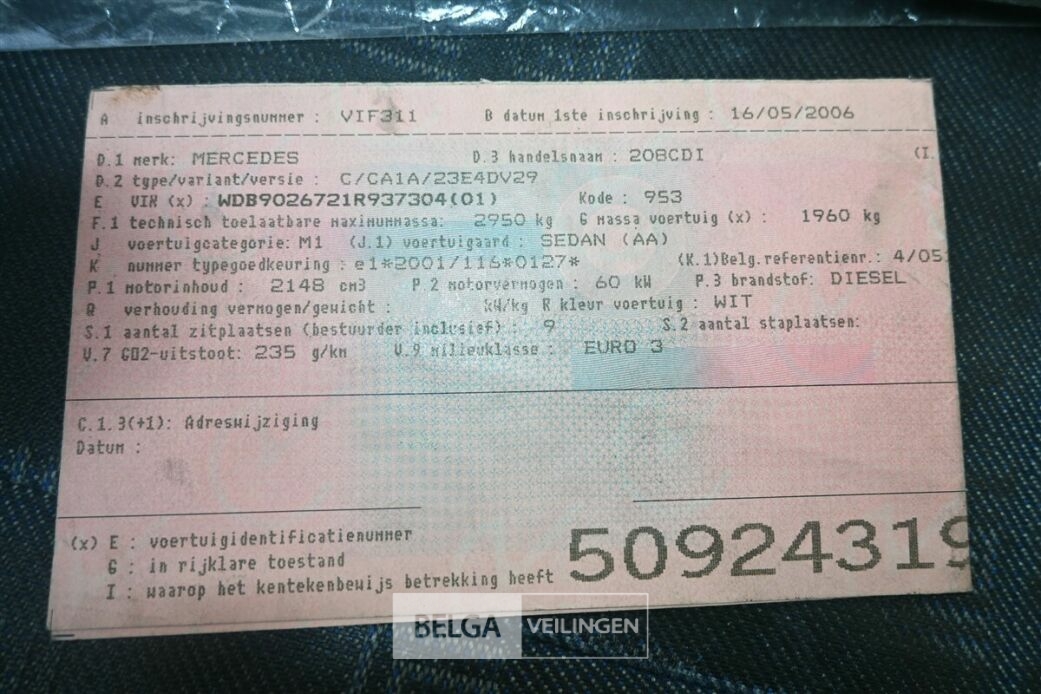 A inschrijvingsnummer : VIF311 B datum 1ste inschrijving : 16/05/2006
D.1 merk: MERCEDES D.3 handelsnaam : 208CDI (I.
D.2 type/variant/versie : C/CA1A/23E4DV29
E VIN (x) : WDB9026721R937304(01) Kode : 953
F.1 technisch toelaatbare maximummassa: 2950 kg G massa voertuig (x) : 1960 kg
J voertuigcategorie: M1 (J.1) voertuigaard : SEDAN (AA)
K nummer typegoedkeuring : e1*2001/116*0127* (K.1)Belg.referentienr.: 4/05
P.1 motorinhoud : 2148 cm3 P.2 motorvermogen : 60 kW P.3 brandstof: DIESEL
Q verhouding vermogen/gewicht : kW/kg R kleur voertuig : WIT
S.1 aantal zitplaatsen (bestuurder inclusief) : 9 S.2 aantal staplaatsen:
V.7 CO2-uitstoot: 235 g/km V.9 milieuklasse : EURO 3
C.1.3(+1): Adreswijziging
Datum :
(x) E : voertuigidentificatienummer
G : in rijklare toestand
I : waarop het kentekenbewijs betrekking heeft
50924319
BELGA VEILINGEN